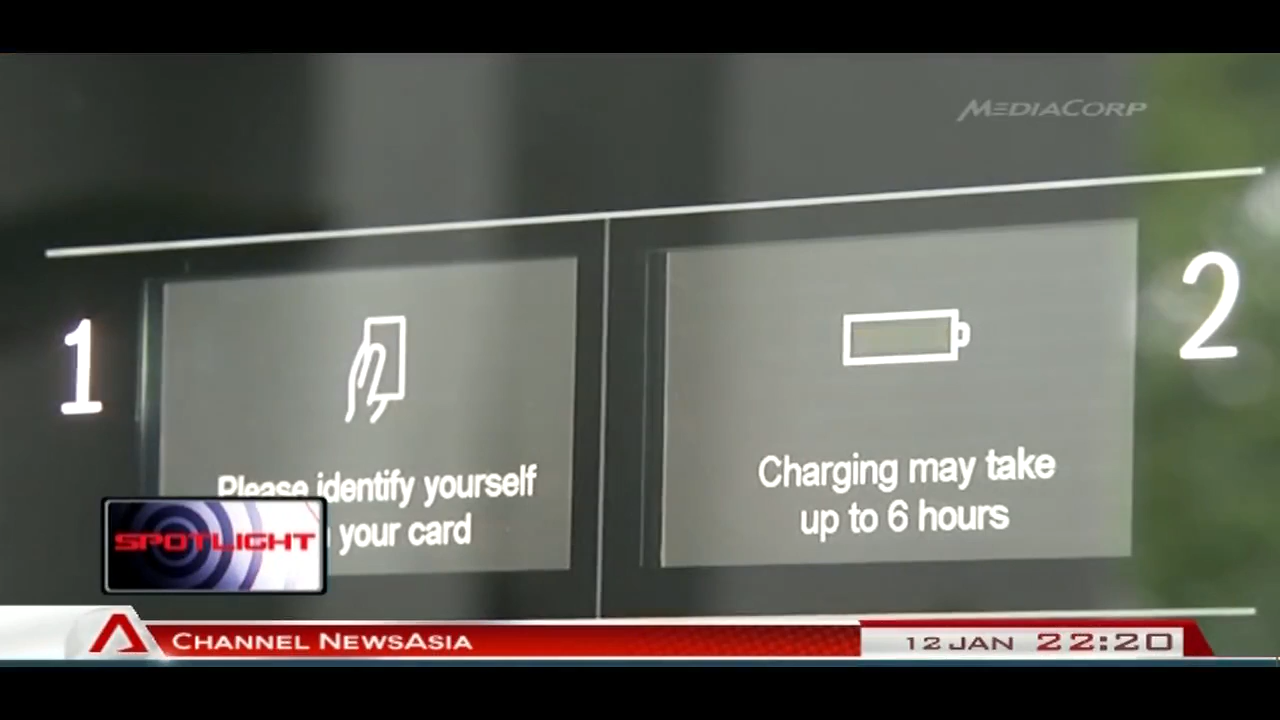 MEDIACORP
1
2
Please identify yourself
your card
Charging may take
up to 6 hours
SPOTLIGHT
CHANNEL NEWSASIA
12 JAN 22:20